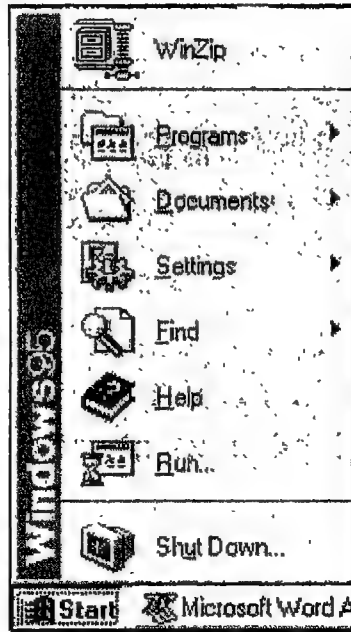 WinZip
Programs
Documents
Settings
Find
Help
Run...
Windows95
Shut Down...
Start
Microsoft Word A